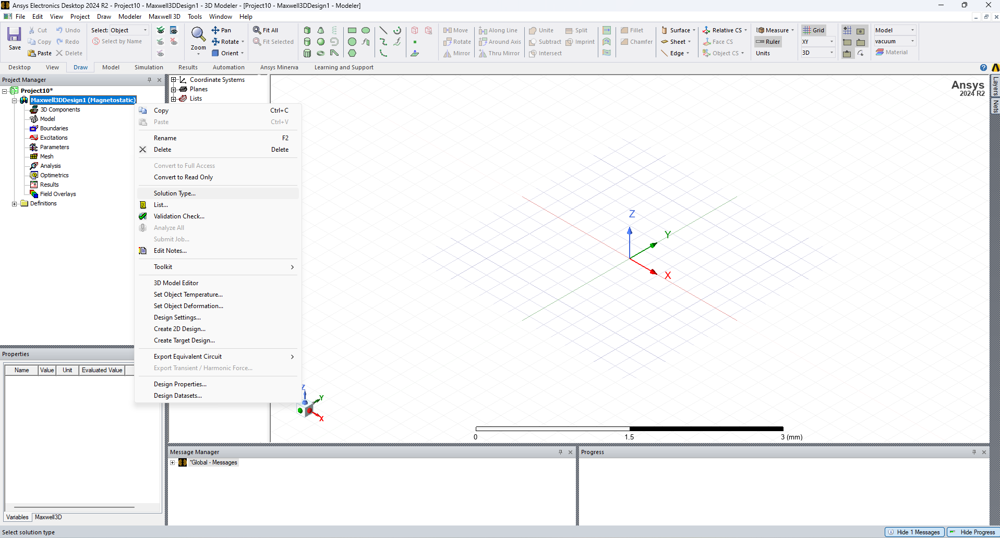 Ansys Electronics Desktop 2024 R2 - Project10 - Maxwell3DDesign1 - 3D Modeler - [Project10 - Maxwell3DDesign1 - Modeler]
File Edit View Project Draw Modeler Maxwell 3D Tools Window Help
Save
Cut
Copy
Paste
Undo
Redo
Delete
Select: Object
Select by Name
Zoom
Pan
Rotate
Orient
Fit All
Fit Selected
Move
Rotate
Mirror
Along Line
Around Axis
Thru Mirror
Unite
Subtract
Intersect
Split
Imprint
Fillet
Chamfer
Surface
Sheet
Edge
Relative CS
Face CS
Object CS
Measure
Ruler
Units
Grid
XY
3D
Model
vacuum
Material
Desktop View Draw Model Simulation Results Automation Ansys Minerva Learning and Support
Project Manager
Project10*
Maxwell3DDesign1 (Magnetostatic)
3D Components
Model
Boundaries
Excitations
Parameters
Mesh
Analysis
Optimetrics
Results
Field Overlays
Definitions
Coordinate Systems
Planes
Lists
Copy Ctrl+C
Paste Ctrl+V
Rename F2
Delete Delete
Convert to Full Access
Convert to Read Only
Solution Type...
List...
Validation Check...
Analyze All
Submit Job...
Edit Notes...
Toolkit
3D Model Editor
Set Object Temperature...
Set Object Deformation...
Design Settings...
Create 2D Design...
Create Target Design...
Export Equivalent Circuit
Export Transient / Harmonic Force...
Design Properties...
Design Datasets...
Ansys
2024 R2
Layers
Nets
Z
Y
X
Z
Y
X
0 1.5 3 (mm)
Properties
Name Value Unit Evaluated Value
Variables Maxwell3D
Message Manager
*Global - Messages
Progress
Select solution type
Hide 1 Messages Hide Progress